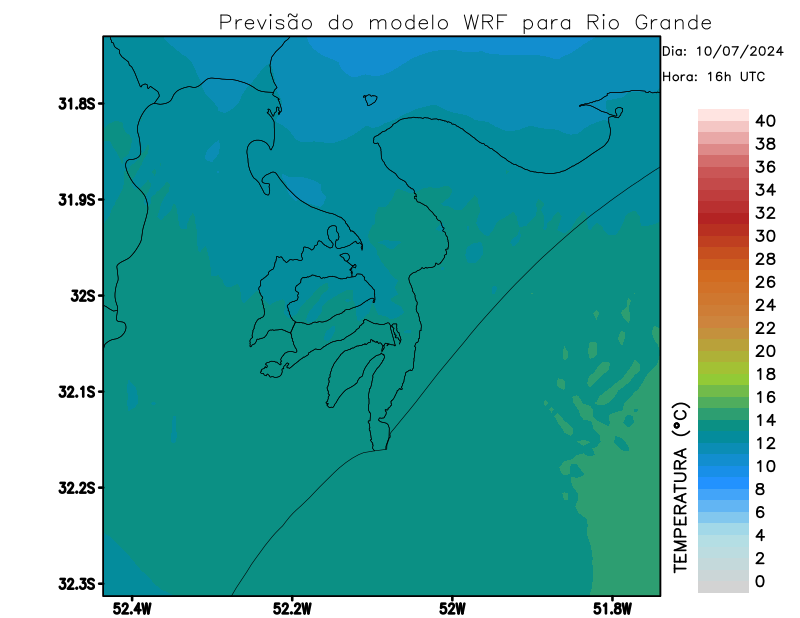 Previsão do modelo WRF para Rio Grande
Dia: 10/07/2024
Hora: 16h UTC
31.8S
31.9S
32S
32.1S
32.2S
32.3S
52.4W
52.2W
52W
51.8W
TEMPERATURA (°C)
40
38
36
34
32
30
28
26
24
22
20
18
16
14
12
10
8
6
4
2
0